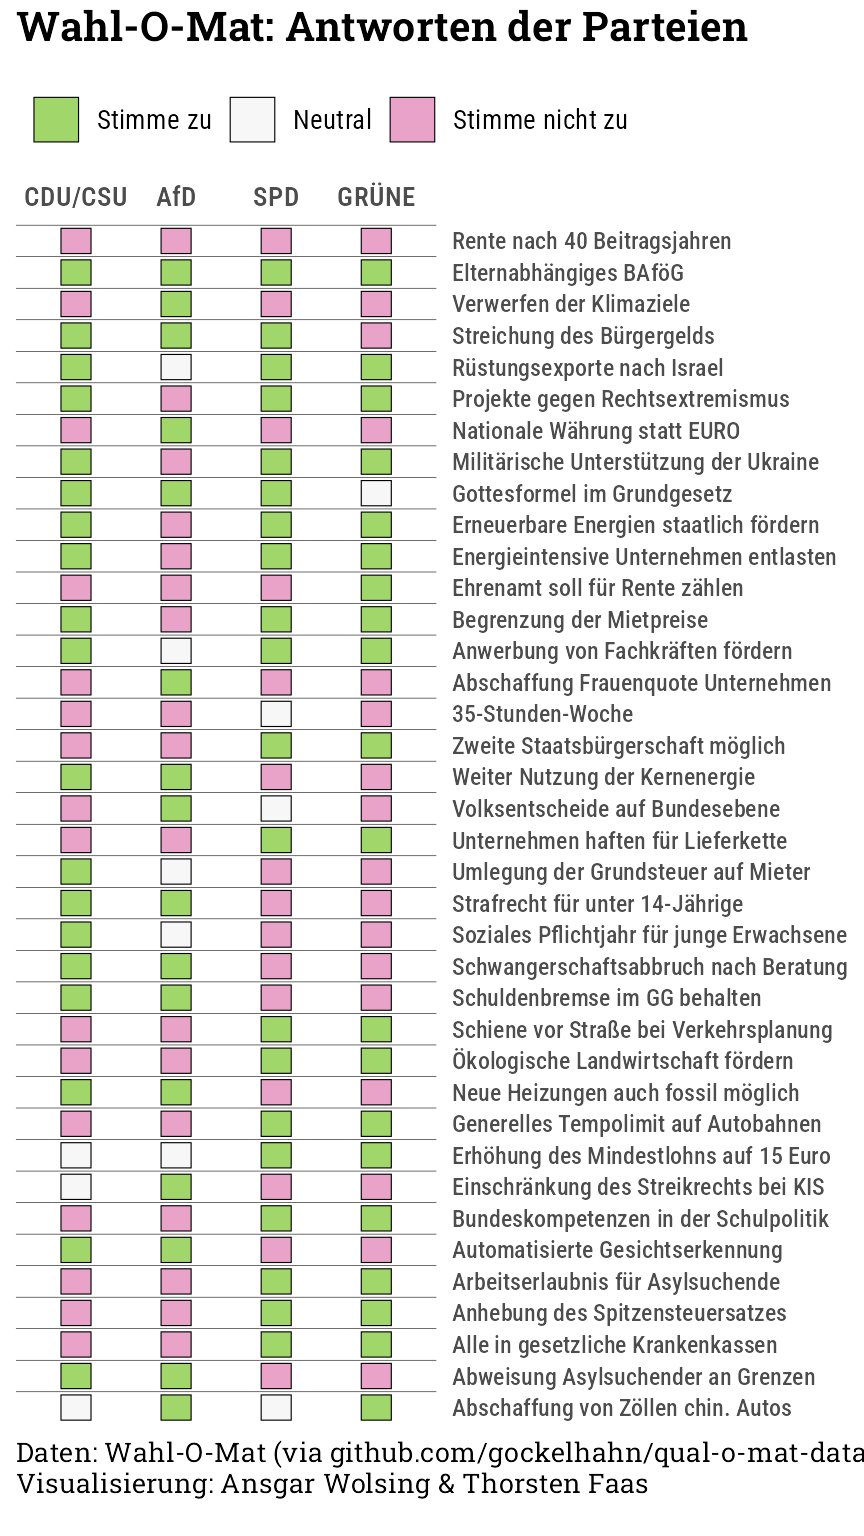 Wahl-O-Mat: Antworten der Parteien
Stimme zu Neutral Stimme nicht zu
CDU/CSU AfD SPD GRÜNE
Rente nach 40 Beitragsjahren
Elternabhängiges BAföG
Verwerfen der Klimaziele
Streichung des Bürgergelds
Rüstungsexporte nach Israel
Projekte gegen Rechtsextremismus
Nationale Währung statt EURO
Militärische Unterstützung der Ukraine
Gottesformel im Grundgesetz
Erneuerbare Energien staatlich fördern
Energieintensive Unternehmen entlasten
Ehrenamt soll für Rente zählen
Begrenzung der Mietpreise
Anwerbung von Fachkräften fördern
Abschaffung Frauenquote Unternehmen
35-Stunden-Woche
Zweite Staatsbürgerschaft möglich
Weiter Nutzung der Kernenergie
Volksentscheide auf Bundesebene
Unternehmen haften für Lieferkette
Umlegung der Grundsteuer auf Mieter
Strafrecht für unter 14-Jährige
Soziales Pflichtjahr für junge Erwachsene
Schwangerschaftsabbruch nach Beratung
Schuldenbremse im GG behalten
Schiene vor Straße bei Verkehrsplanung
Ökologische Landwirtschaft fördern
Neue Heizungen auch fossil möglich
Generelles Tempolimit auf Autobahnen
Erhöhung des Mindestlohns auf 15 Euro
Einschränkung des Streikrechts bei KIS
Bundeskompetenzen in der Schulpolitik
Automatisierte Gesichtserkennung
Arbeitserlaubnis für Asylsuchende
Anhebung des Spitzensteuersatzes
Alle in gesetzliche Krankenkassen
Abweisung Asylsuchender an Grenzen
Abschaffung von Zöllen chin. Autos
Daten: Wahl-O-Mat (via github.com/gockelhahn/qual-o-mat-data
Visualisierung: Ansgar Wolsing & Thorsten Faas